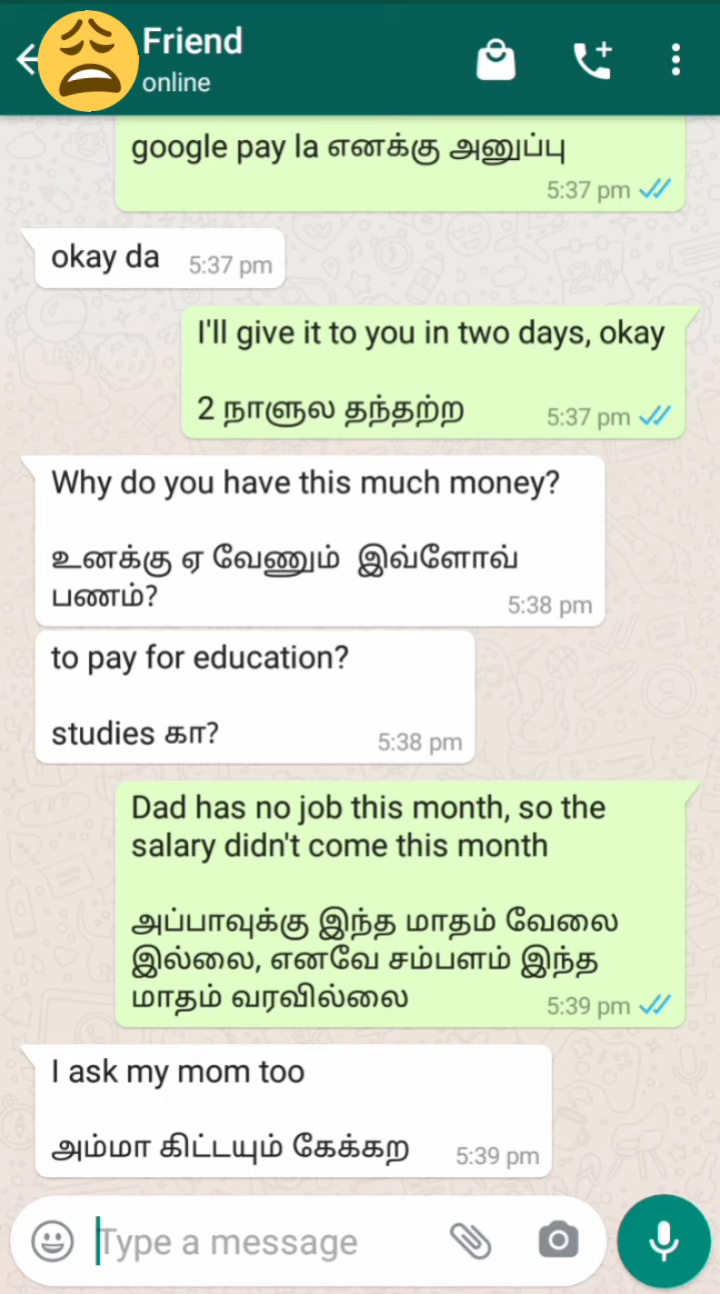 Friend
online
google pay la எனக்கு அனுப்பு
5:37 pm
okay da 5:37 pm
I'll give it to you in two days, okay
2 நாளுல தந்தற்ற 5:37 pm
Why do you have this much money?
உனக்கு ஏ வேணும் இவ்ளோவ்
பணம்? 5:38 pm
to pay for education?
studies கா? 5:38 pm
Dad has no job this month, so the
salary didn't come this month
அப்பாவுக்கு இந்த மாதம் வேலை
இல்லை, எனவே சம்பளம் இந்த
மாதம் வரவில்லை 5:39 pm
I ask my mom too
அம்மா கிட்டயும் கேக்கற 5:39 pm
Type a message